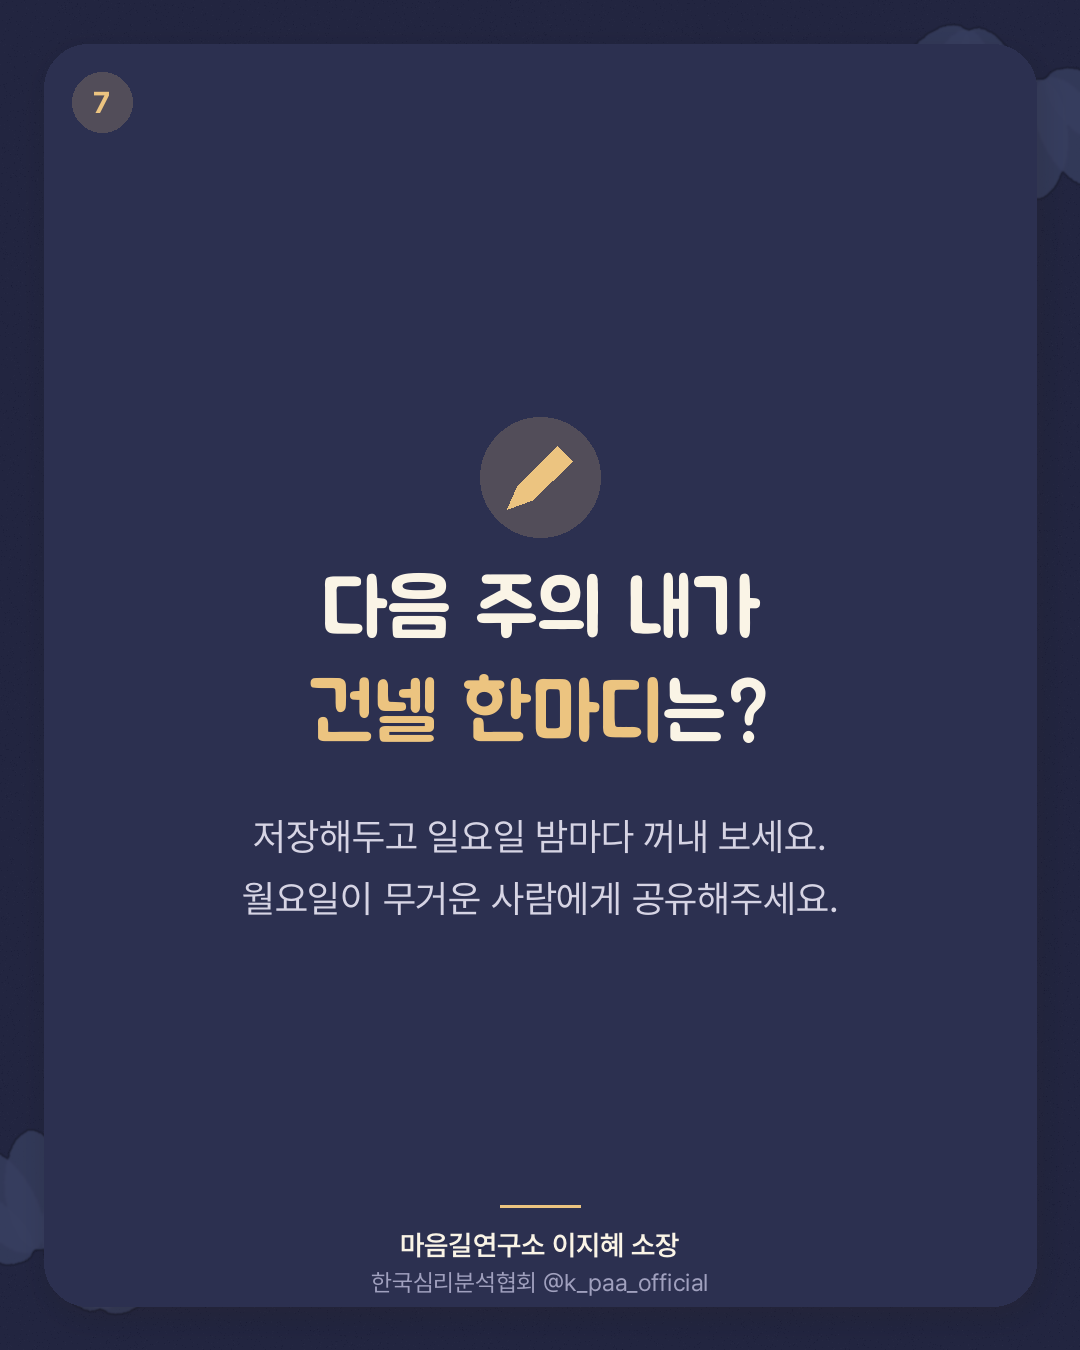 7
다음 주의 내가
건넬 한마디는?
저장해두고 일요일 밤마다 꺼내 보세요.
월요일이 무거운 사람에게 공유해주세요.
마음길연구소 이지혜 소장
한국심리분석협회 @k_paa_official